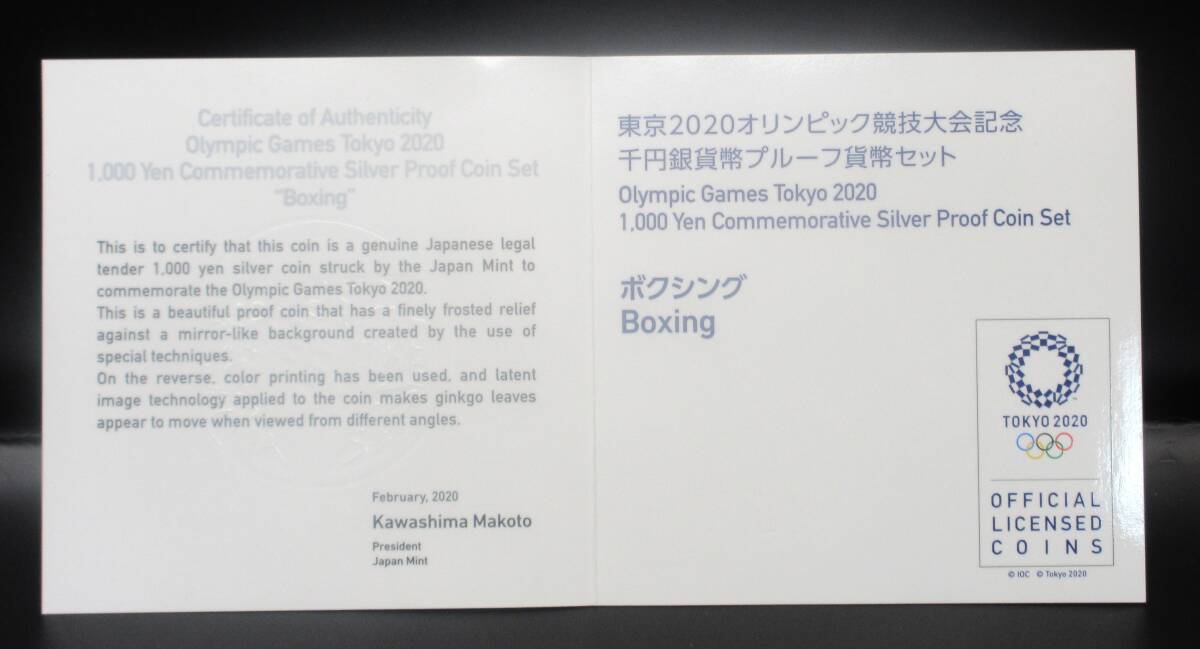 Certificate of Authenticity
Olympic Games Tokyo 2020
1,000 Yen Commemorative Silver Proof Coin Set
"Boxing"
This is to certify that this coin is a genuine Japanese legal
tender 1,000 yen silver coin struck by the Japan Mint to
commemorate the Olympic Games Tokyo 2020.
This is a beautiful proof coin that has a finely frosted relief
against a mirror-like background created by the use of
special techniques.
On the reverse, color printing has been used, and latent
image technology applied to the coin makes ginkgo leaves
appear to move when viewed from different angles.
February, 2020
Kawashima Makoto
President
Japan Mint
東京2020オリンピック競技大会記念
千円銀貨幣プルーフ貨幣セット
Olympic Games Tokyo 2020
1,000 Yen Commemorative Silver Proof Coin Set
ボクシング
Boxing
TOKYO 2020
OFFICIAL
LICENSED
COINS
© IOC © Tokyo 2020